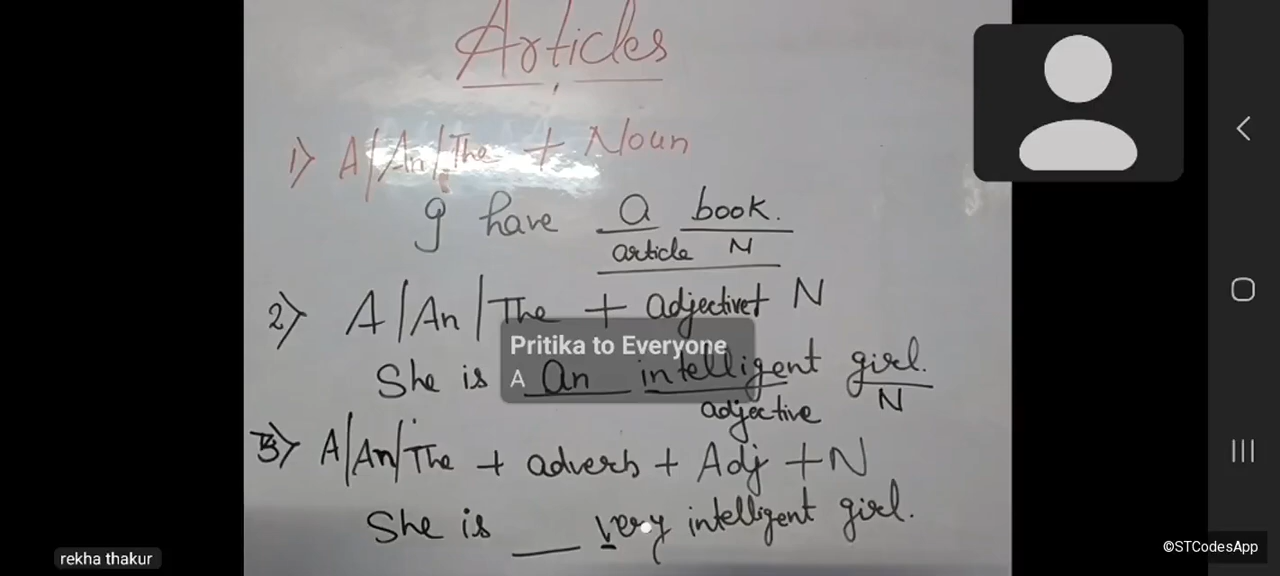 Articles
1) A/An/The + Noun
I have a book.
article N
2) A/An/The + adjective+ N
Pritika to Everyone
A
She is an intelligent girl.
adjective N
3) A/An/The + adverb + Adj + N
She is __ very intelligent girl.
rekha thakur
©STCodesApp